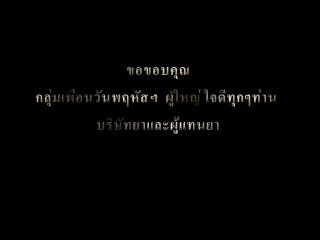 ขอขอบคุณ
กลุ่มเพื่อนวันพฤหัสฯ ผู้ใหญ่ใจดีทุกๆท่าน
บริษัทยาและผู้แทนยา